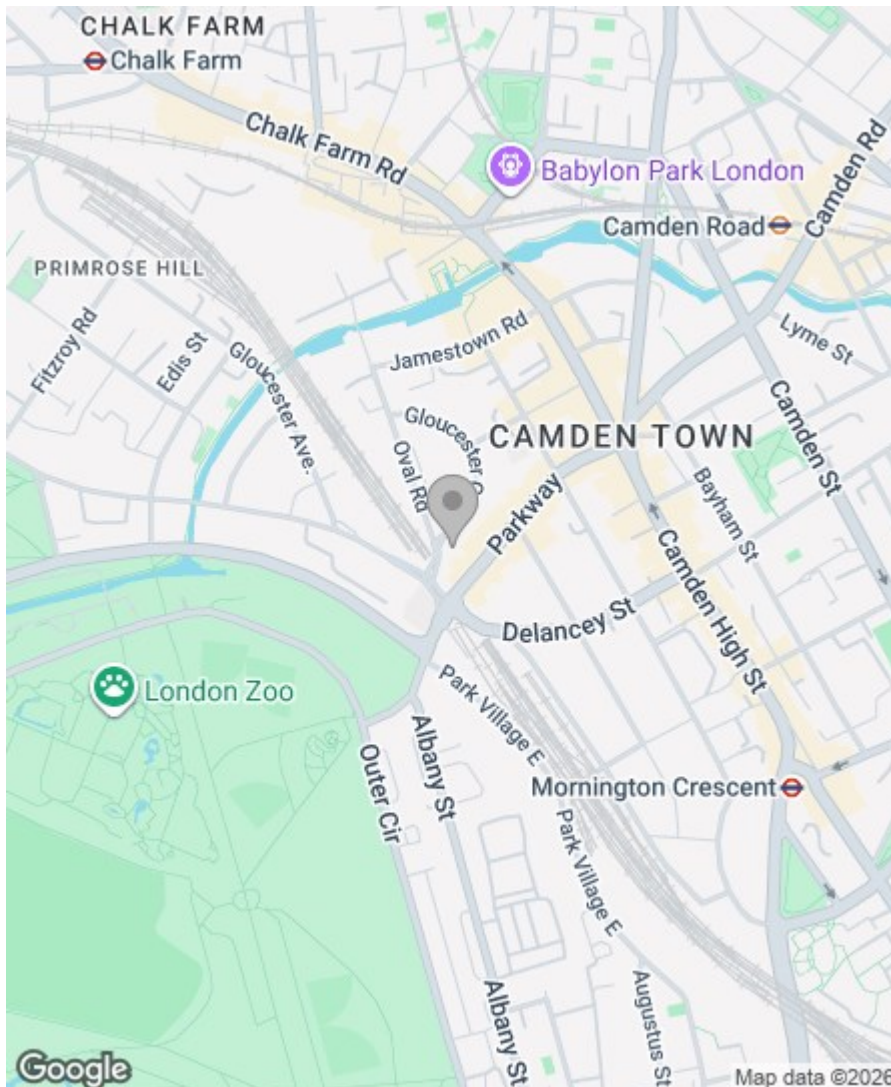 CHALK FARM
Chalk Farm
Chalk Farm Rd
Babylon Park London
Camden Rd
Camden Road
PRIMROSE HILL
Fitzroy Rd
Edis St
Gloucester Ave.
Jamestown Rd
Lyme St
Gloucester C
Oval Rd
CAMDEN TOWN
Camden St
Parkway
Bayham St
Camden High St
Delancey St
London Zoo
Park Village E
Albany St
Outer Cir
Mornington Crescent
Park Village E
Albany St
Augustus St
Google
Map data ©2026